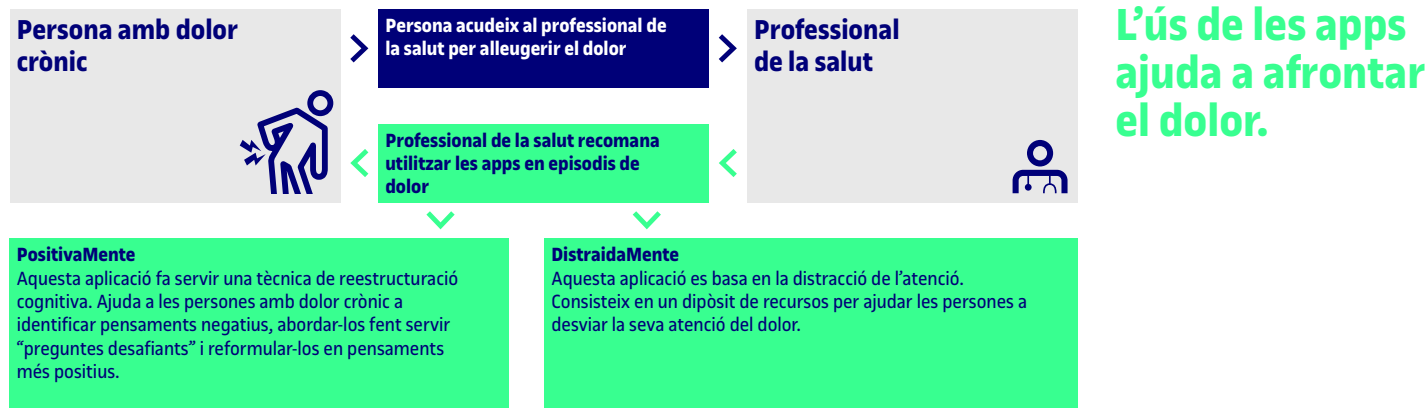 Persona amb dolor
crònic
Persona acudeix al professional de
la salut per alleugerir el dolor
Professional
de la salut
L’ús de les apps
ajuda a afrontar
el dolor.
Professional de la salut recomana
utilitzar les apps en episodis de
dolor
PositivaMente
Aquesta aplicació fa servir una tècnica de reestructuració
cognitiva. Ajuda a les persones amb dolor crònic a
identificar pensaments negatius, abordar-los fent servir
“preguntes desafiants” i reformular-los en pensaments
més positius.
DistraidaMente
Aquesta aplicació es basa en la distracció de l’atenció.
Consisteix en un dipòsit de recursos per ajudar les persones a
desviar la seva atenció del dolor.